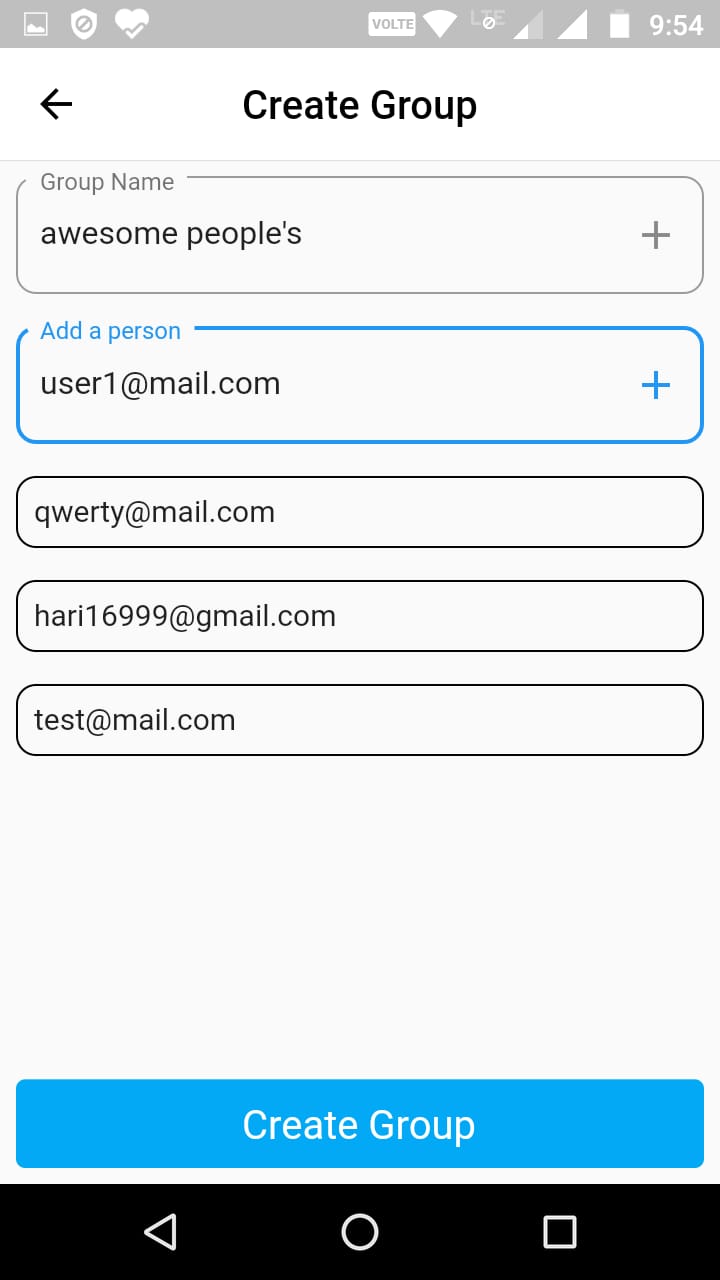 VOLTE LTE 9:54
Create Group
Group Name
awesome people's
Add a person
user1@mail.com
qwerty@mail.com
hari16999@gmail.com
test@mail.com
Create Group